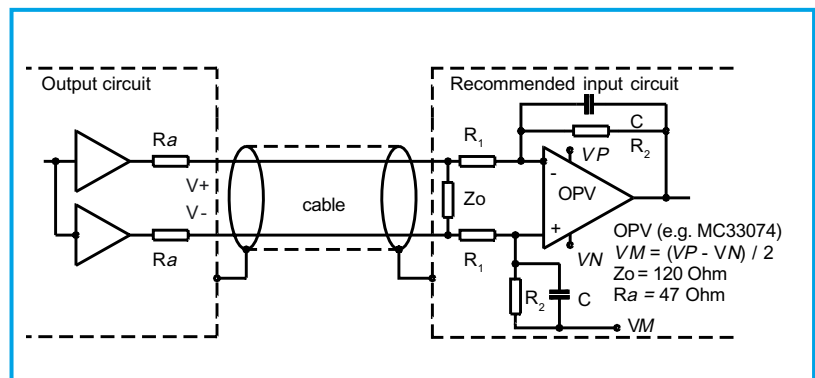 Output circuit
Recommended input circuit
Ra
V+
V-
Ra
cable
Zo
R1
R1
C
R2
VP
-
OPV
+
VN
R2
C
VM
OPV (e.g. MC33074)
VM = (VP - VN) / 2
Zo = 120 Ohm
Ra = 47 Ohm